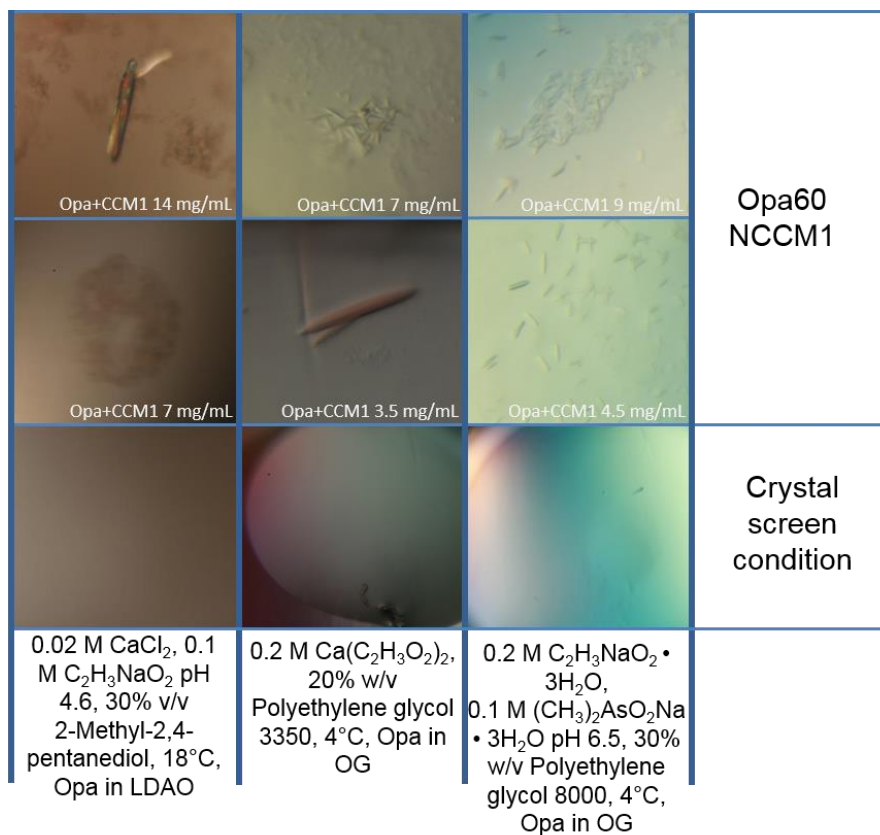 Opa+CCM1 14 mg/mL
Opa+CCM1 7 mg/mL
Opa+CCM1 9 mg/mL
Opa60
NCCM1
Opa+CCM1 7 mg/mL
Opa+CCM1 3.5 mg/mL
Opa+CCM1 4.5 mg/mL
Crystal
screen
condition
0.02 M CaCl₂, 0.1
M C₂H₃NaO₂ pH
4.6, 30% v/v
2-Methyl-2,4-
pentanediol, 18°C,
Opa in LDAO
0.2 M Ca(C₂H₃O₂)₂,
20% w/v
Polyethylene glycol
3350, 4°C, Opa in
OG
0.2 M C₂H₃NaO₂ •
3H₂O,
0.1 M (CH₃)₂AsO₂Na
• 3H₂O pH 6.5, 30%
w/v Polyethylene
glycol 8000, 4°C,
Opa in OG